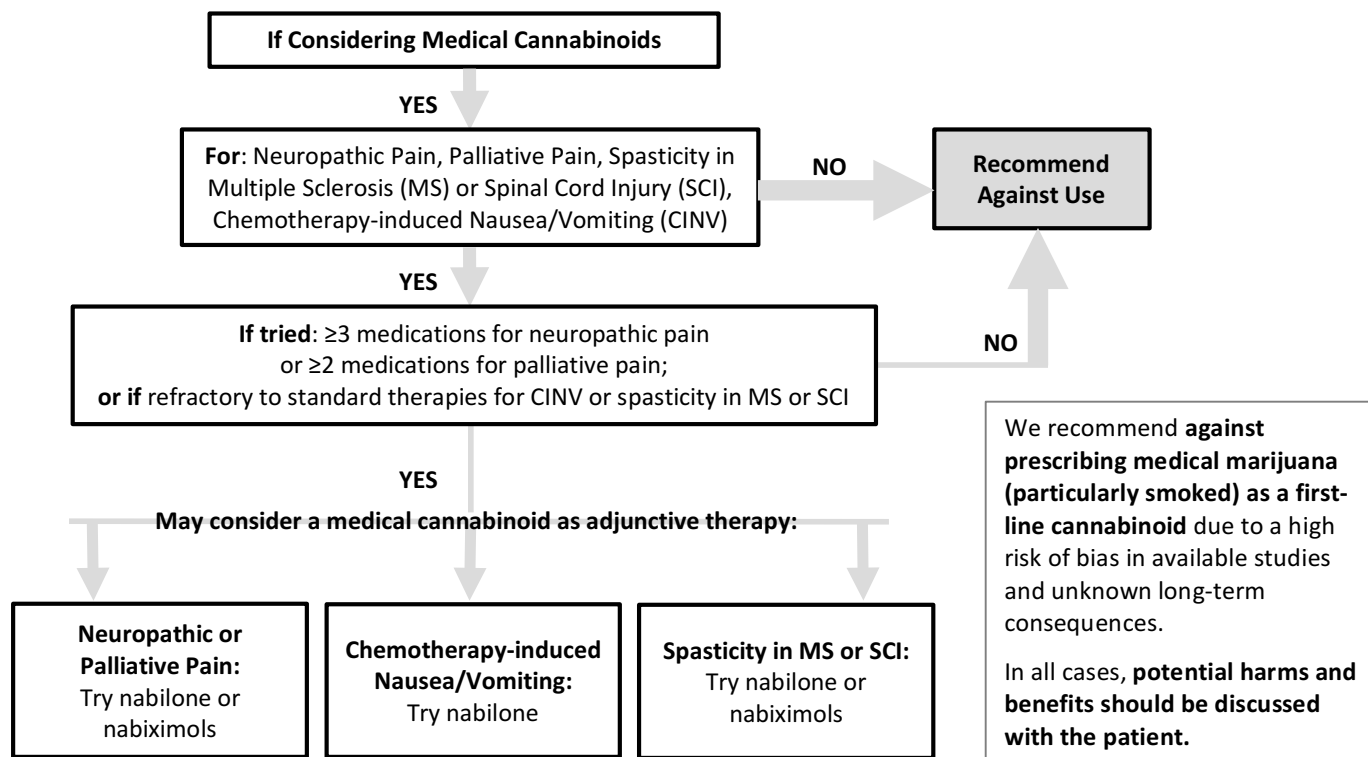 If Considering Medical Cannabinoids
YES
For: Neuropathic Pain, Palliative Pain, Spasticity in
Multiple Sclerosis (MS) or Spinal Cord Injury (SCI),
Chemotherapy-induced Nausea/Vomiting (CINV)
NO
Recommend
Against Use
YES
If tried: ≥3 medications for neuropathic pain
or ≥2 medications for palliative pain;
or if refractory to standard therapies for CINV or spasticity in MS or SCI
NO
YES
May consider a medical cannabinoid as adjunctive therapy:
Neuropathic or
Palliative Pain:
Try nabilone or
nabiximols
Chemotherapy-induced
Nausea/Vomiting:
Try nabilone
Spasticity in MS or SCI:
Try nabilone or
nabiximols
We recommend against
prescribing medical marijuana
(particularly smoked) as a first-
line cannabinoid due to a high
risk of bias in available studies
and unknown long-term
consequences.
In all cases, potential harms and
benefits should be discussed
with the patient.